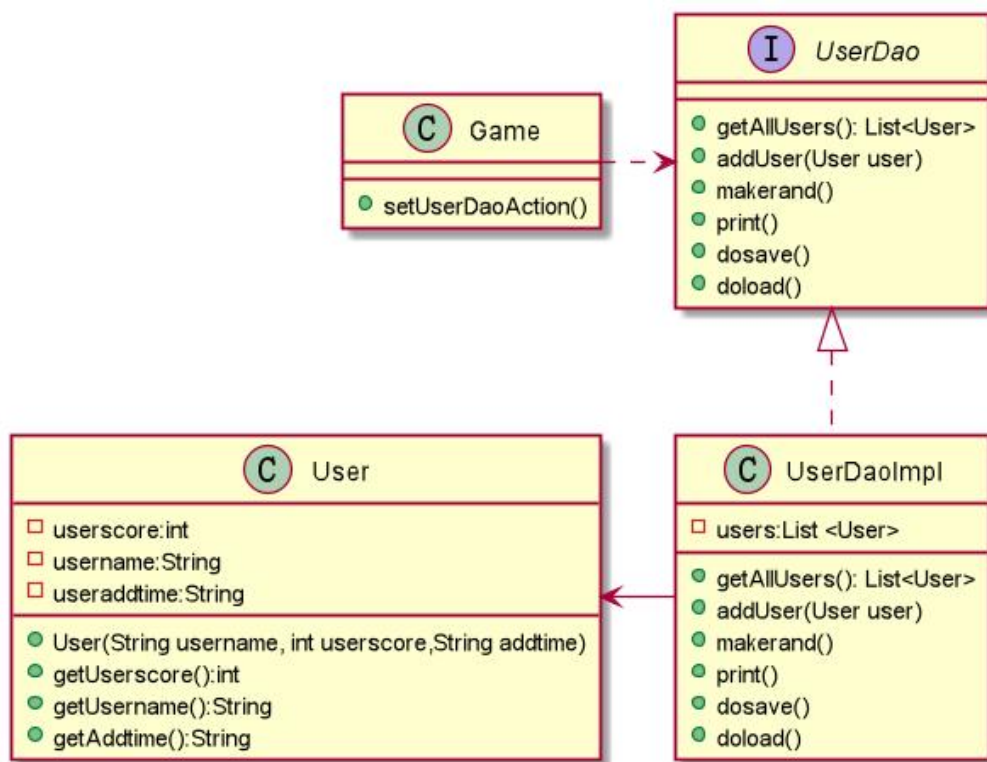 I UserDao
getAllUsers(): List<User>
addUser(User user)
makerand()
print()
dosave()
doload()
C Game
setUserDaoAction()
C User
userscore:int
username:String
useraddtime:String
User(String username, int userscore,String addtime)
getUserscore():int
getUsername():String
getAddtime():String
C UserDaoImpl
users:List <User>
getAllUsers(): List<User>
addUser(User user)
makerand()
print()
dosave()
doload()